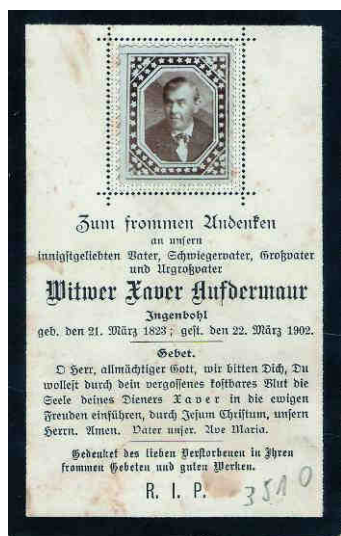 Zum frommen Andenken
an unsern
innigstgeliebten Vater, Schwiegervater, Großvater
und Urgroßvater
Witwer Xaver Aufdermaur
Ingenbohl
geb. den 21. März 1823; gest. den 22. März 1902.
Gebet.
O Herr, allmächtiger Gott, wir bitten Dich, Du
wollest durch dein vergossenes kostbares Blut die
Seele deines Dieners Xaver in die ewigen
Freuden einführen, durch Jesum Christum, unsern
Herrn. Amen. Vater unser. Ave Maria.
Gedenket des lieben Verstorbenen in Ihren
frommen Gebeten und guten Werken.
R. I. P.
3510